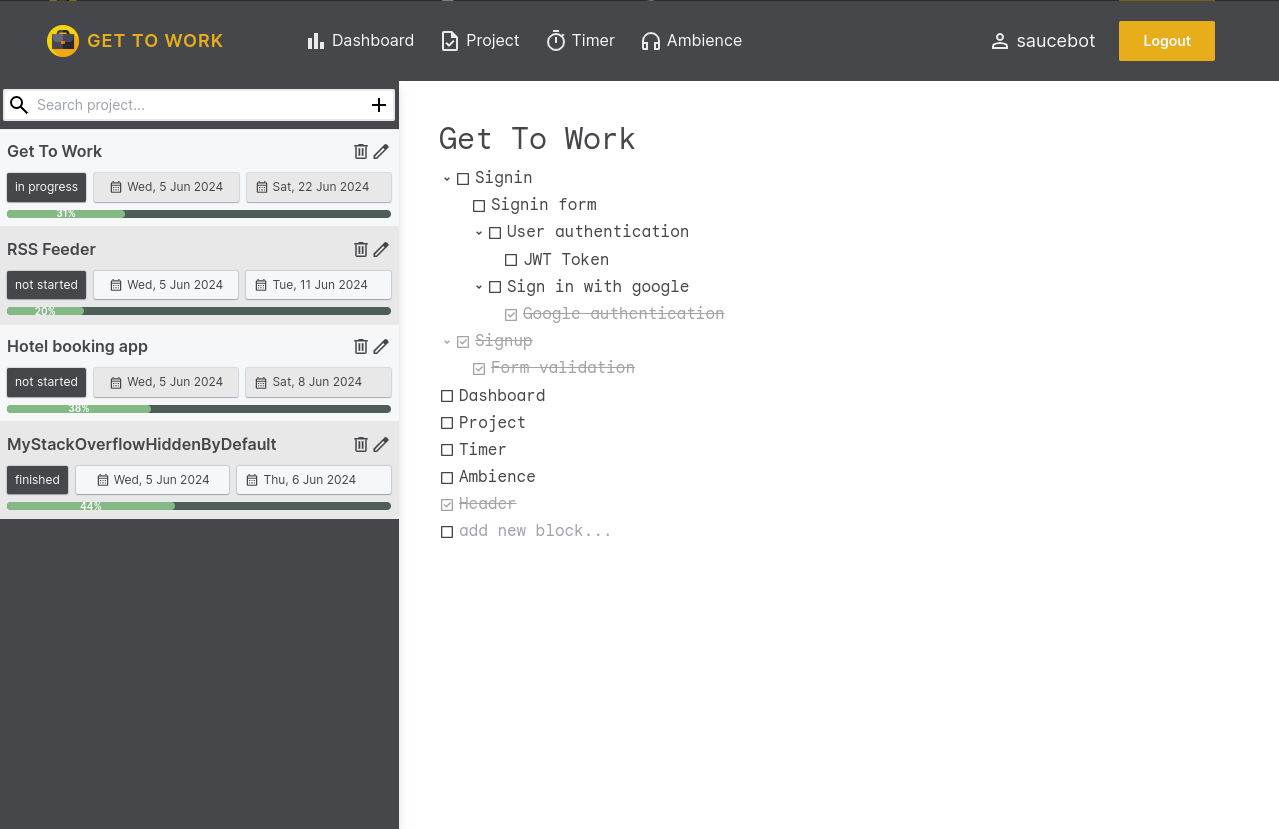 GET TO WORK Dashboard Project Timer Ambience saucebot Logout
Search project...
Get To Work
in progress Wed, 5 Jun 2024 Sat, 22 Jun 2024
31%
RSS Feeder
not started Wed, 5 Jun 2024 Tue, 11 Jun 2024
20%
Hotel booking app
not started Wed, 5 Jun 2024 Sat, 8 Jun 2024
38%
MyStackOverflowHiddenByDefault
finished Wed, 5 Jun 2024 Thu, 6 Jun 2024
44%
Get To Work
Signin
Signin form
User authentication
JWT Token
Sign in with google
Google authentication
Signup
Form validation
Dashboard
Project
Timer
Ambience
Header
add new block...